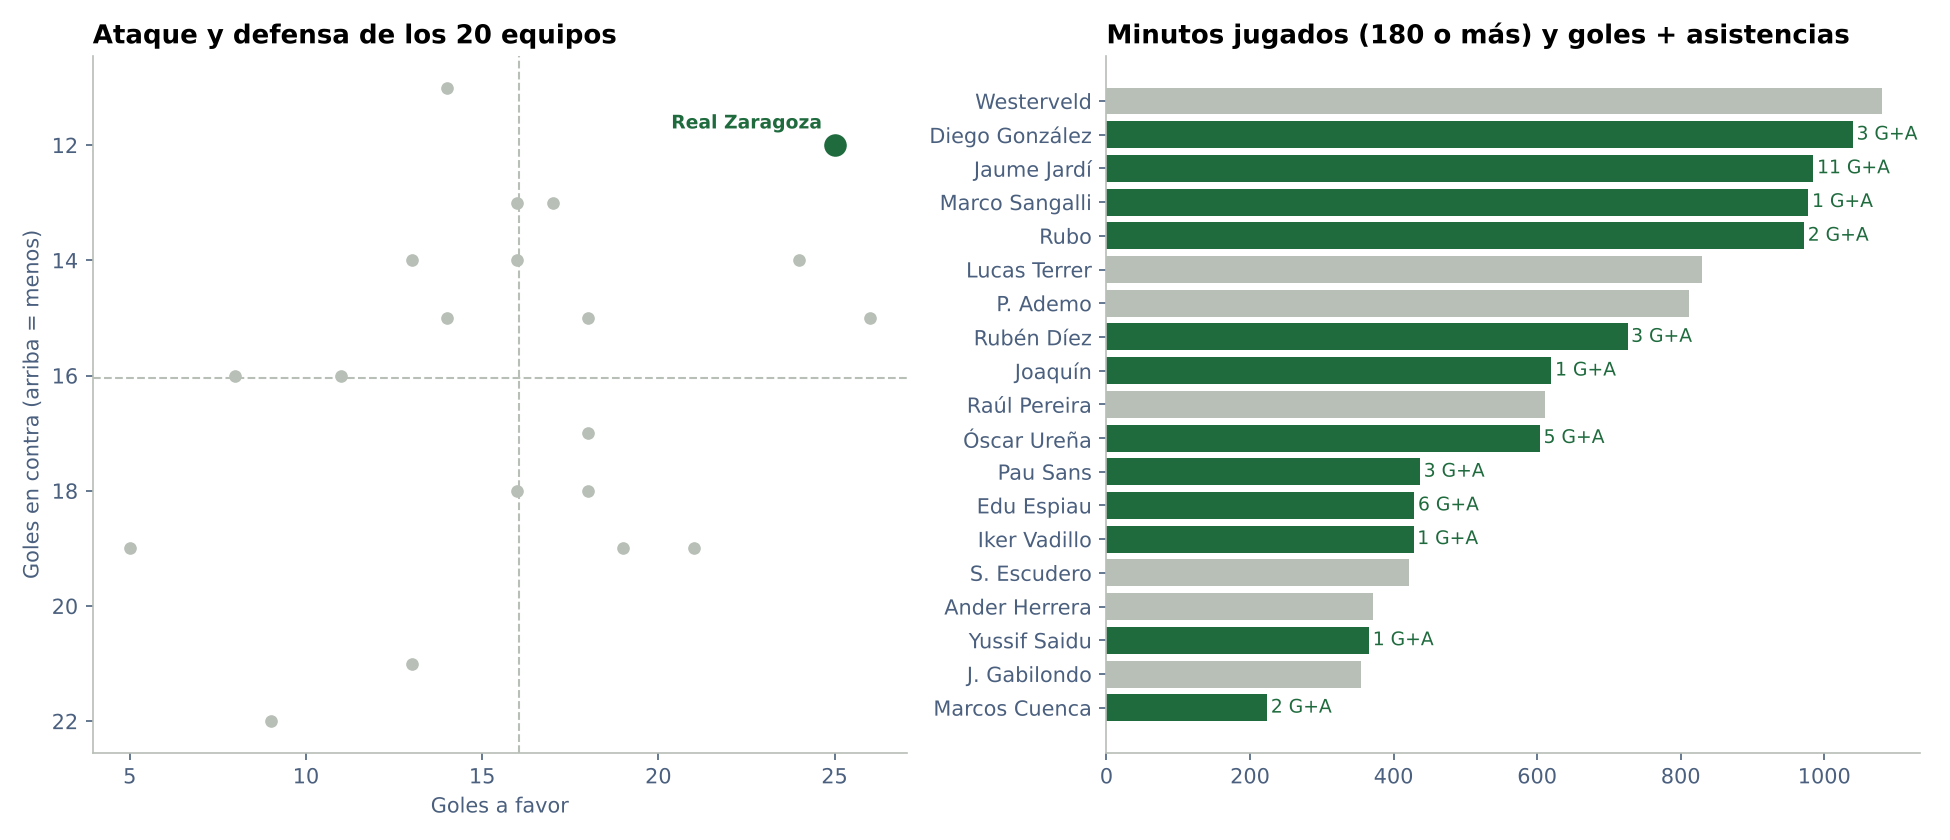 Ataque y defensa de los 20 equipos
Goles en contra (arriba = menos)
12
14
16
18
20
22
Real Zaragoza
5
10
15
20
25
Goles a favor
Minutos jugados (180 o más) y goles + asistencias
Westerveld
Diego González 3 G+A
Jaume Jardí 11 G+A
Marco Sangalli 1 G+A
Rubo 2 G+A
Lucas Terrer
P. Ademo
Rubén Díez 3 G+A
Joaquín 1 G+A
Raúl Pereira
Óscar Ureña 5 G+A
Pau Sans 3 G+A
Edu Espiau 6 G+A
Iker Vadillo 1 G+A
S. Escudero
Ander Herrera
Yussif Saidu 1 G+A
J. Gabilondo
Marcos Cuenca 2 G+A
0
200
400
600
800
1000